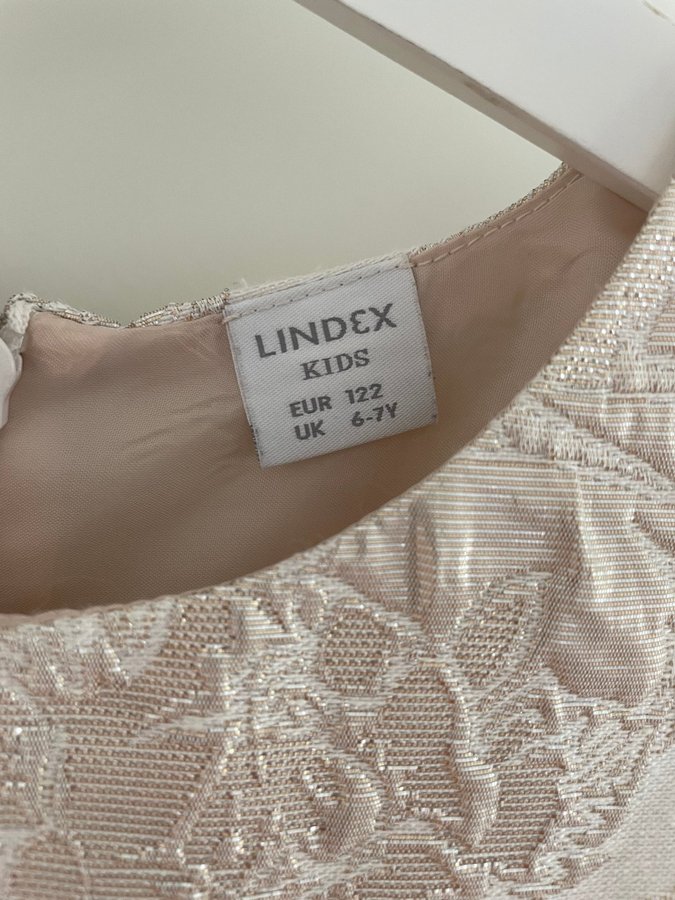 LINDEX
KIDS
EUR 122
UK 6-7Y